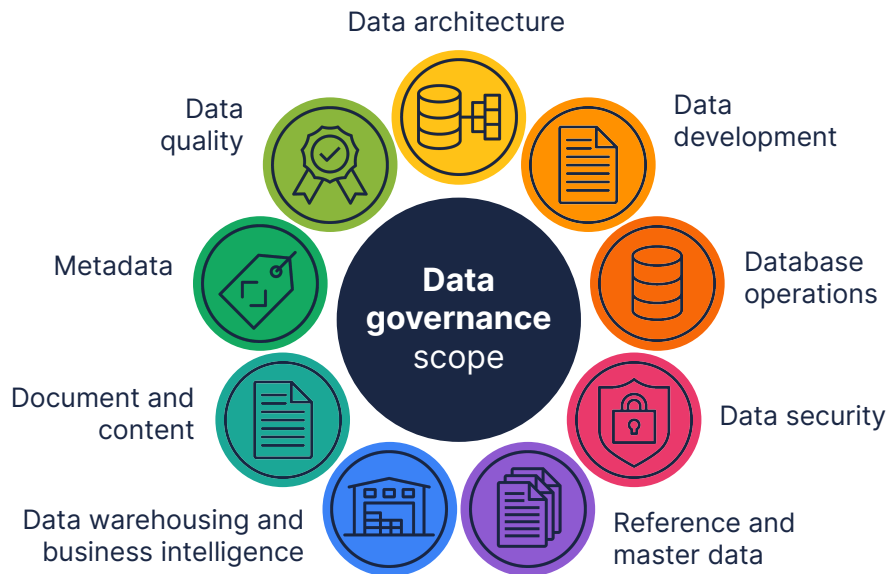 Data architecture
Data
development
Database
operations
Data security
Reference and
master data
Data warehousing and
business intelligence
Document and
content
Metadata
Data
quality
Data
governance
scope